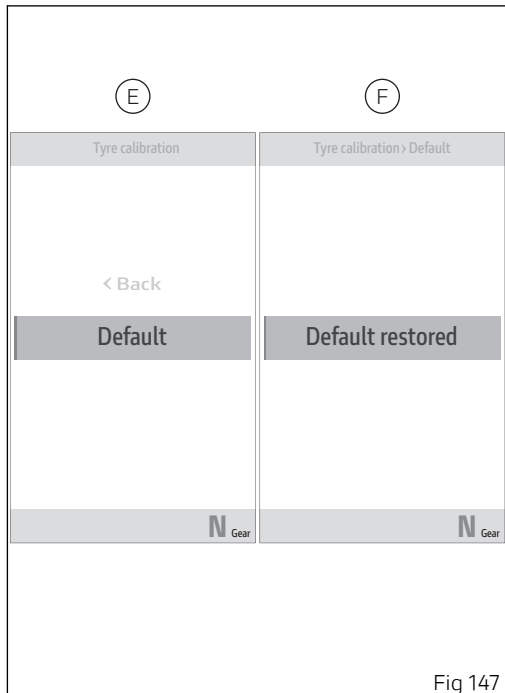 E
F
Tyre calibration
< Back
Default
N Gear
Tyre calibration > Default
Default restored
N Gear
Fig 147